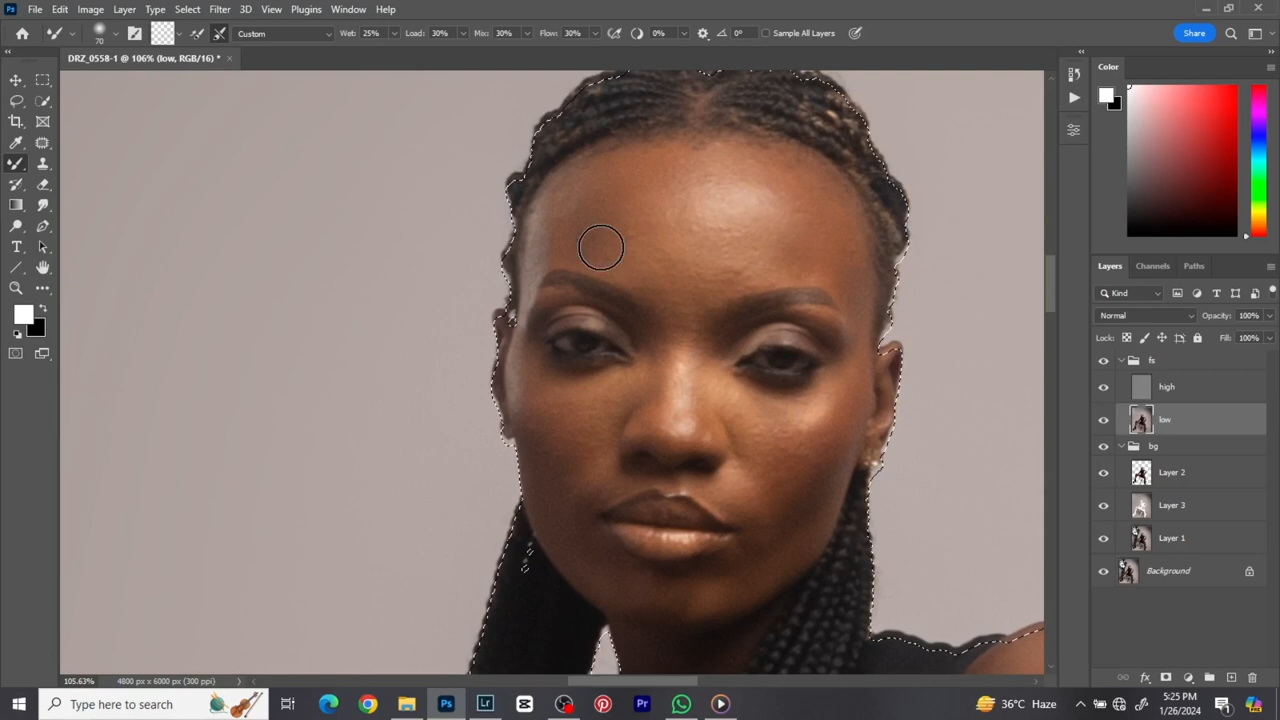 Ps File Edit Image Layer Type Select Filter 3D View Plugins Window Help
70 Custom Wet: 25% Load: 30% Mix: 30% Flow: 30% 0% 0° Sample All Layers Share
DRZ_0558-1 @ 106% (low, RGB/16) *
Color
Layers Channels Paths
Kind
Normal Opacity: 100%
Lock: Fill: 100%
fs
high
low
bg
Layer 2
Layer 3
Layer 1
Background
105.63% 4800 px x 6000 px (300 ppi)
Type here to search
36°C Haze
5:25 PM
1/26/2024